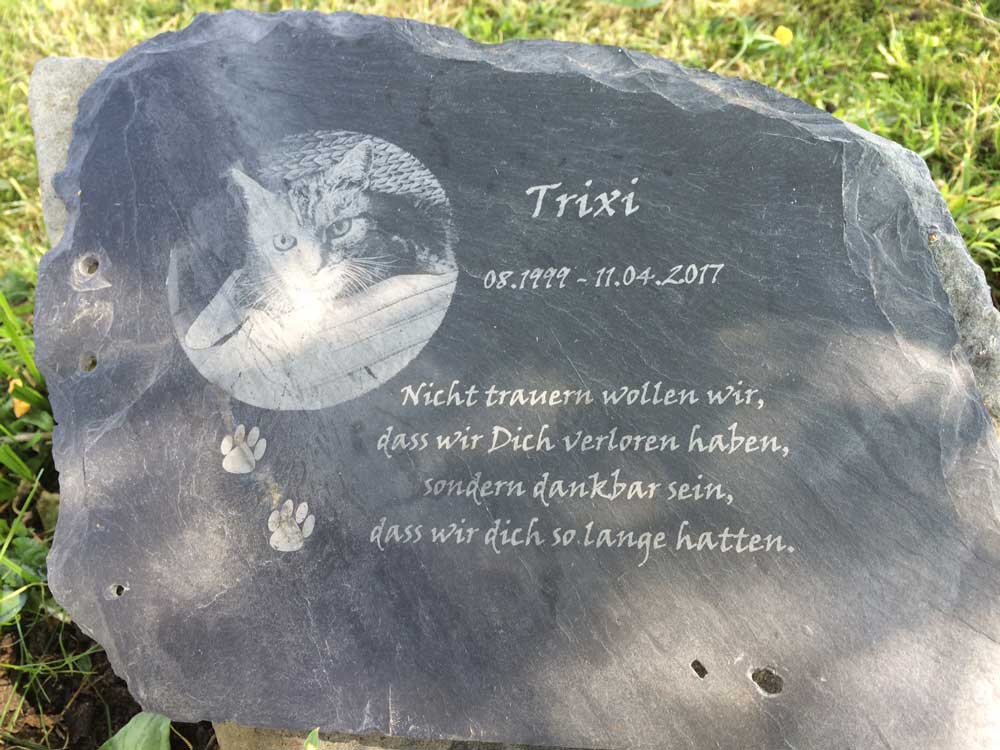 Trixi
08.1999 - 11.04.2017
Nicht trauern wollen wir,
dass wir Dich verloren haben,
sondern dankbar sein,
dass wir dich so lange hatten.